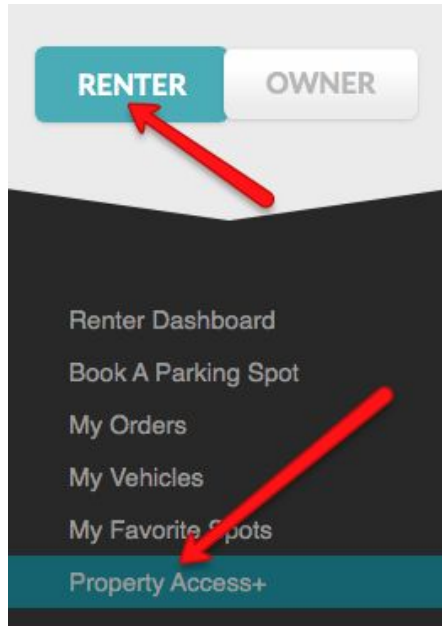 RENTER OWNER
Renter Dashboard
Book A Parking Spot
My Orders
My Vehicles
My Favorite Spots
Property Access+